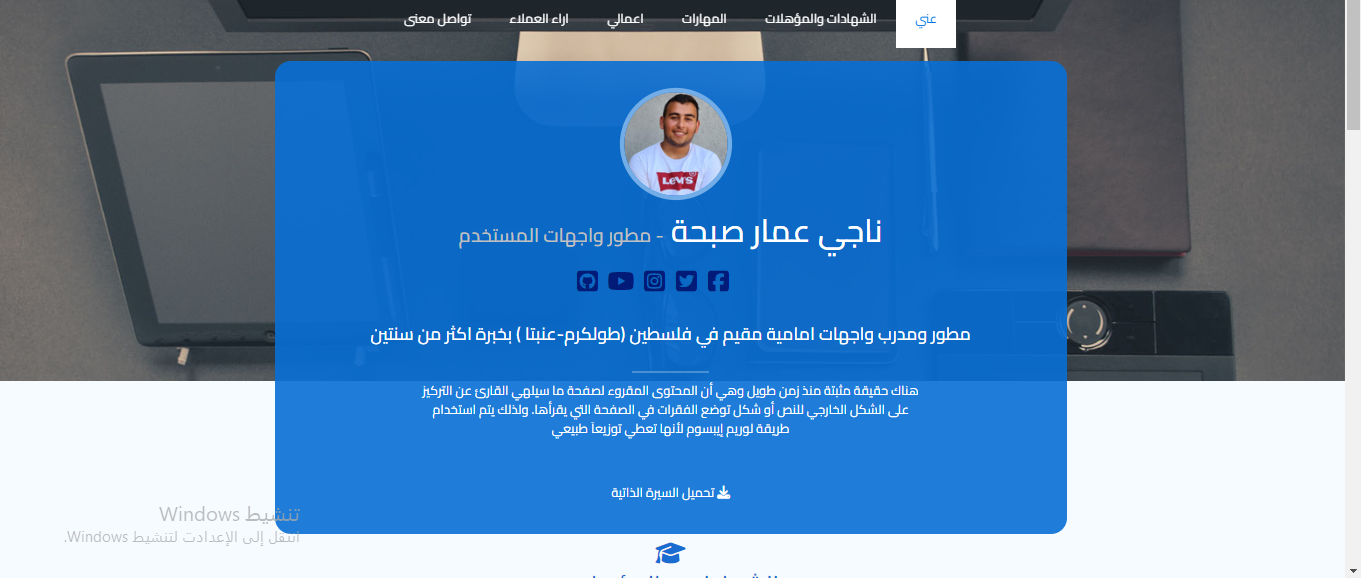 عني الشهادات والمؤهلات المهارات اعمالي اراء العملاء تواصل معنى
LEVI'S
ناجي عمار صبحة - مطور واجهات المستخدم
مطور ومدرب واجهات امامية مقيم في فلسطين (طولكرم-عنبتا ) بخبرة اكثر من سنتين
هناك حقيقة مثبتة منذ زمن طويل وهي أن المحتوى المقروء لصفحة ما سيلهي القارئ عن التركيز
على الشكل الخارجي للنص أو شكل توضع الفقرات في الصفحة التي يقرأها. ولذلك يتم استخدام
طريقة لوريم إيبسوم لأنها تعطي توزيعاَ طبيعي
تحميل السيرة الذاتية
تنشيط Windows
انتقل إلى الإعدادت لتنشيط Windows.